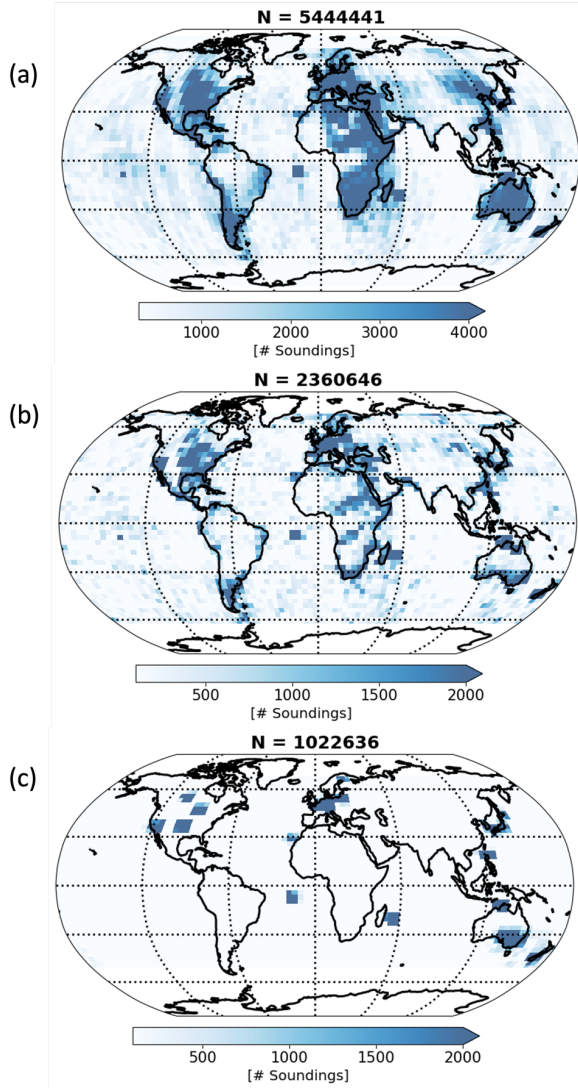 N = 5444441
(a)
1000 2000 3000 4000
[# Soundings]
N = 2360646
(b)
500 1000 1500 2000
[# Soundings]
N = 1022636
(c)
500 1000 1500 2000
[# Soundings]